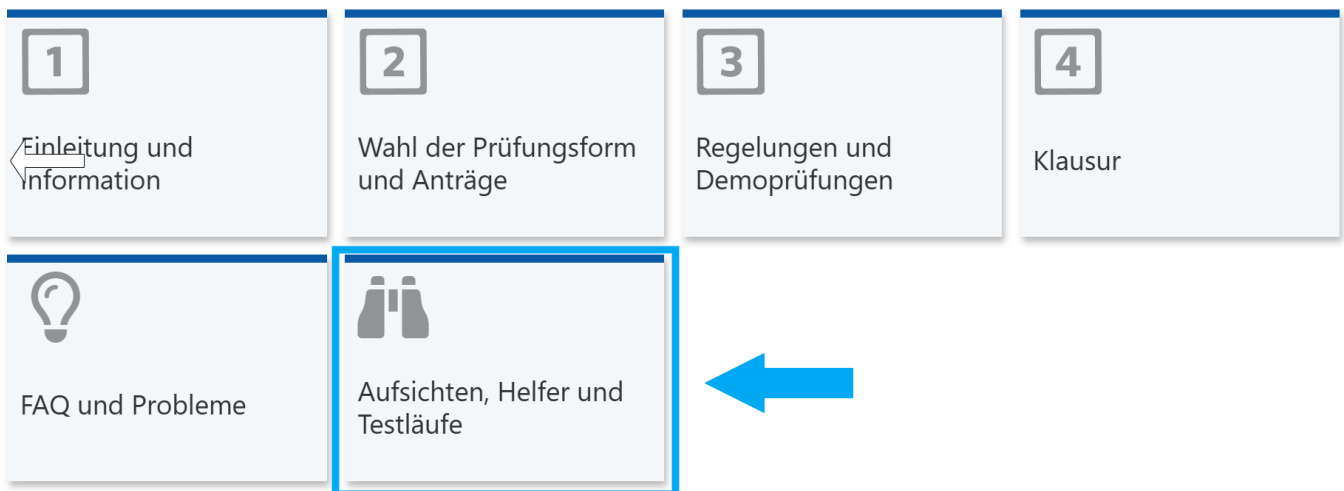 1
Einleitung und
Information
2
Wahl der Prüfungsform
und Anträge
3
Regelungen und
Demoprüfungen
4
Klausur
FAQ und Probleme
Aufsichten, Helfer und
Testläufe